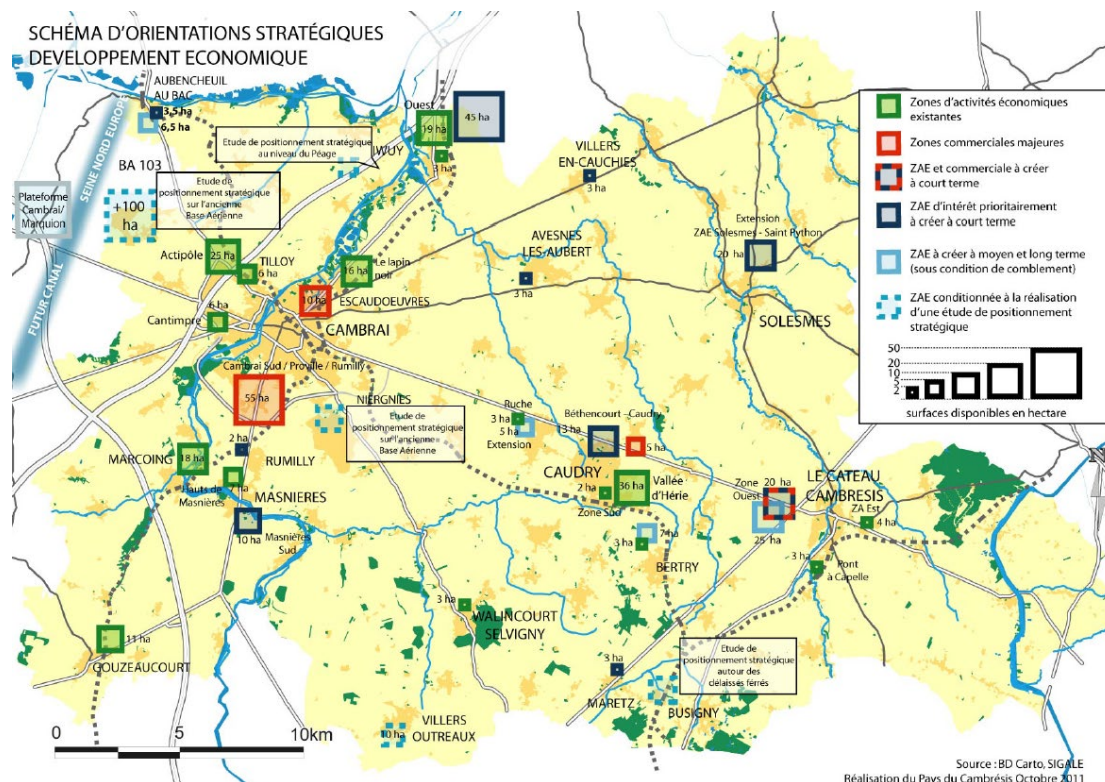 SCHÉMA D'ORIENTATIONS STRATÉGIQUES
DEVELOPPEMENT ECONOMIQUE
AUBENCHEUIL
AU BAC
3,5 ha
6,5 ha
SEINE NORD EUROPE
FUTUR CANAL
Plateforme
Cambrai/
Marquion
BA 103
+100
ha
Etude de positionnement stratégique
au niveau du Péage
Etude de
positionnement stratégique
sur l'ancienne
Base Aérienne
Ouest
19 ha
45 ha
3 ha
IWUY
VILLERS
EN-CAUCHIES
3 ha
Actipôle
25 ha
TILLOY
6 ha
16 ha
Le lapin
noir
10 ha
ESCAUDOEUVRES
6 ha
Cantimpre
CAMBRAI
AVESNES
LES-AUBERT
3 ha
Extension
ZAE Solesmes - Saint Python
20 ha
SOLESMES
Cambrai Sud / Proville / Rumilly
55 ha
NIERGNIES
Etude de
positionnement stratégique
sur l'ancienne
Base Aérienne
Ruche
3 ha
5 ha
Extension
Béthencourt -Caudry
13 ha
5 ha
CAUDRY
36 ha
Vallée
d'Hérie
2 ha
Zone Sud
2 ha
MARCOING
18 ha
RUMILLY
Hauts de
Masnières
7 ha
MASNIERES
10 ha
Masnières
Sud
7 ha
3 ha
BERTRY
Zone
Ouest
20 ha
25 ha
LE CATEAU
CAMBRESIS
ZA Est
4 ha
3 ha
Pont
à Capelle
3 ha
WALINCOURT
SELVIGNY
11 ha
GOUZEAUCOURT
Etude de
positionnement stratégique
autour des
délaissés ferrés
3 ha
MARETZ
BUSIGNY
10 ha
VILLERS
OUTREAUX
0 5 10km
Zones d'activités économiques
existantes
Zones commerciales majeures
ZAE et commerciale à créer
à court terme
ZAE d'intérêt prioritairement
à créer à court terme
ZAE à créer à moyen et long terme
(sous condition de comblement)
ZAE conditionnée à la réalisation
d'une étude de positionnement
stratégique
50
20
10
5
2
surfaces disponibles en hectare
N
Source : BD Carto, SIGALE
Réalisation du Pays du Cambrésis Octobre 2011